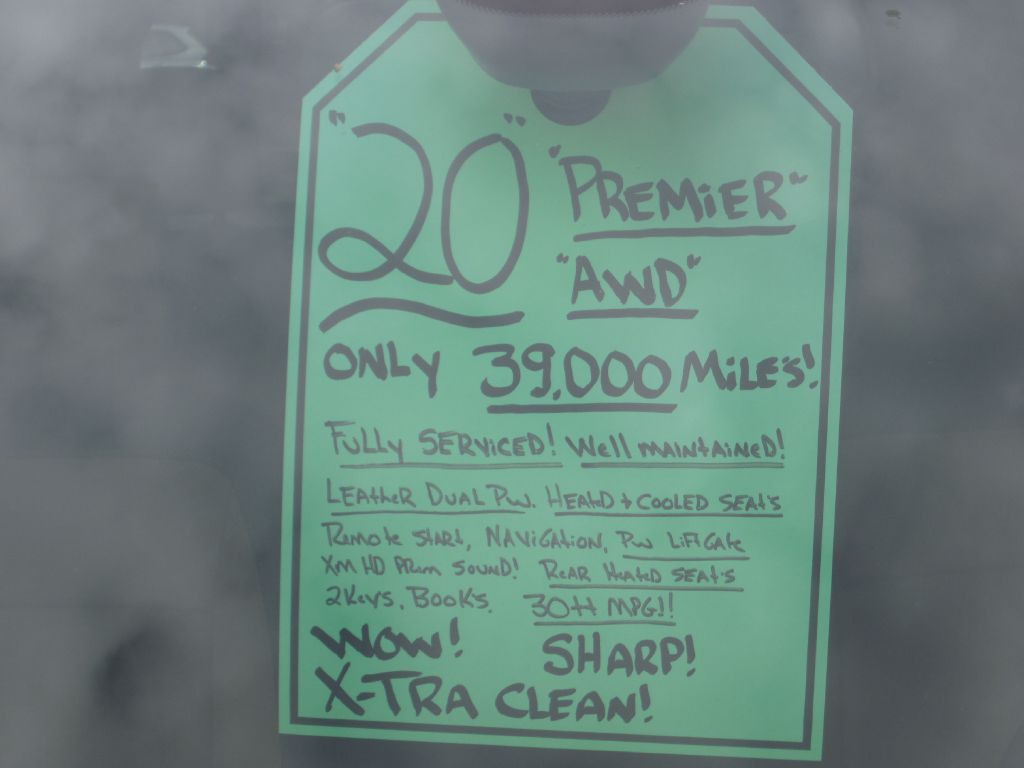 "20" "PREMiER"
"AWD"
ONLY 39,000 MiLES!
FULLY SERVICED! Well MAiNtAiNED!
LEAtHER DUAL Pw. HEAtED + COOLED SEAtS
REmote StARt, NAViGAtiON, Pw LiFtGAte
Xm HD PREm SOUND! REAR HEAtED SEAtS
2 KEYS, BOOKS, 30++ MPG!!
WOW! SHARP!
X-TRA CLEAN!